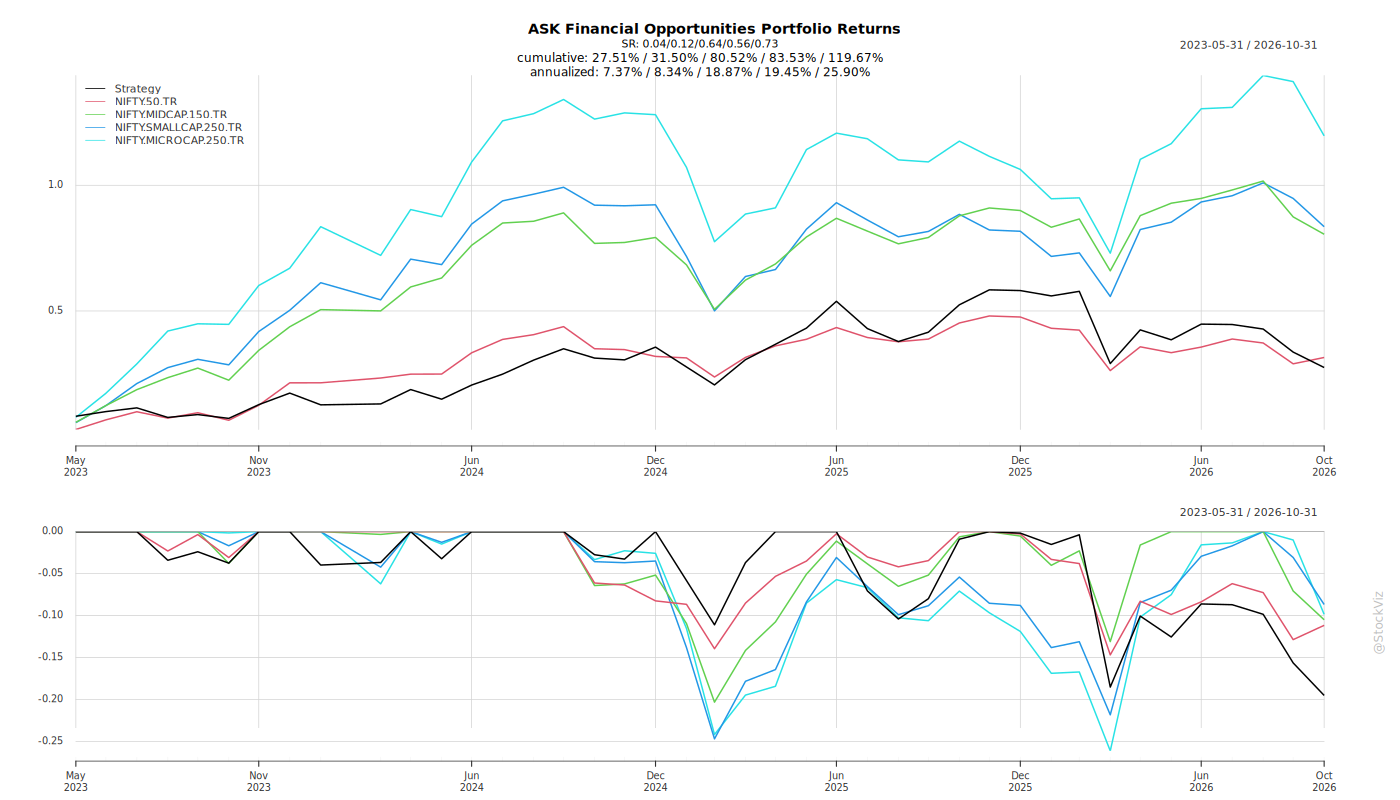 ASK Financial Opportunities Portfolio Returns
SR: 0.04/0.12/0.64/0.56/0.73
cumulative: 27.51% / 31.50% / 80.52% / 83.53% / 119.67%
annualized: 7.37% / 8.34% / 18.87% / 19.45% / 25.90%
2023-05-31 / 2026-10-31
Strategy
NIFTY.50.TR
NIFTY.MIDCAP.150.TR
NIFTY.SMALLCAP.250.TR
NIFTY.MICROCAP.250.TR
1.0
0.5
May Nov Jun Dec Jun Dec Jun Oct
2023 2023 2024 2024 2025 2025 2026 2026
2023-05-31 / 2026-10-31
0.00
-0.05
-0.10
-0.15
-0.20
-0.25
May Nov Jun Dec Jun Dec Jun Oct
2023 2023 2024 2024 2025 2025 2026 2026
@StockViz